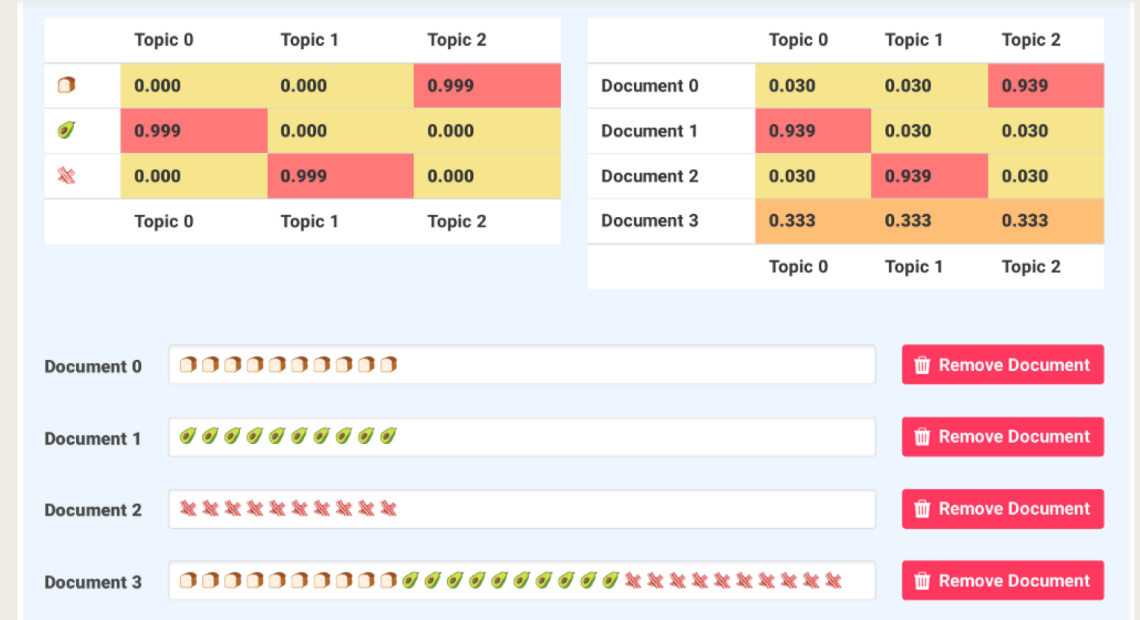 Topic 0 Topic 1 Topic 2
🍞 0.000 0.000 0.999
🥑 0.999 0.000 0.000
🥓 0.000 0.999 0.000
Topic 0 Topic 1 Topic 2
Topic 0 Topic 1 Topic 2
Document 0 0.030 0.030 0.939
Document 1 0.939 0.030 0.030
Document 2 0.030 0.939 0.030
Document 3 0.333 0.333 0.333
Topic 0 Topic 1 Topic 2
Document 0 🍞🍞🍞🍞🍞🍞🍞🍞🍞🍞 Remove Document
Document 1 🥑🥑🥑🥑🥑🥑🥑🥑🥑🥑 Remove Document
Document 2 🥓🥓🥓🥓🥓🥓🥓🥓🥓🥓 Remove Document
Document 3 🍞🍞🍞🍞🍞🍞🍞🍞🍞🍞🥑🥑🥑🥑🥑🥑🥑🥑🥑🥑🥓🥓🥓🥓🥓🥓🥓🥓🥓🥓 Remove Document